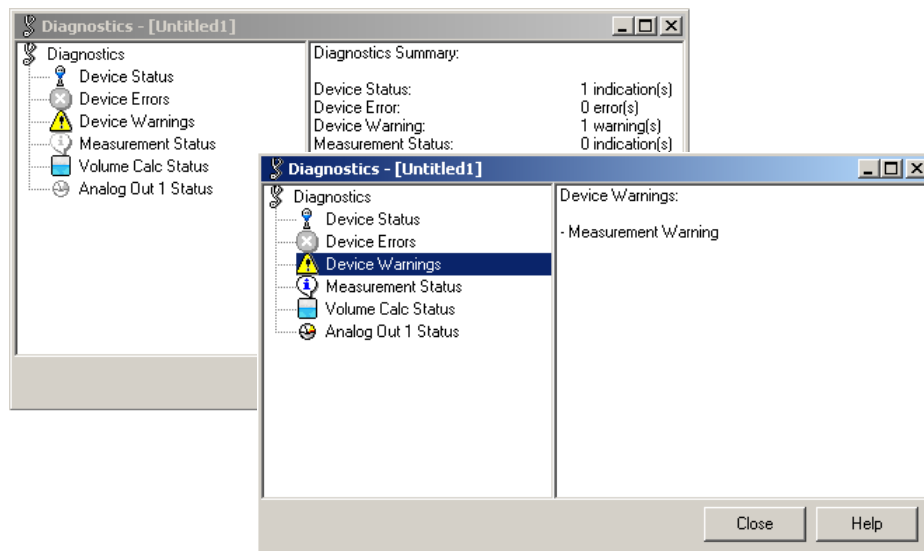 Diagnostics - [Untitled1]
Diagnostics
Device Status
Device Errors
Device Warnings
Measurement Status
Volume Calc Status
Analog Out 1 Status
Diagnostics Summary:
Device Status: 1 indication(s)
Device Error: 0 error(s)
Device Warning: 1 warning(s)
Measurement Status: 0 indication(s)
Diagnostics - [Untitled1]
Diagnostics
Device Status
Device Errors
Device Warnings
Measurement Status
Volume Calc Status
Analog Out 1 Status
Device Warnings:
- Measurement Warning
Close
Help